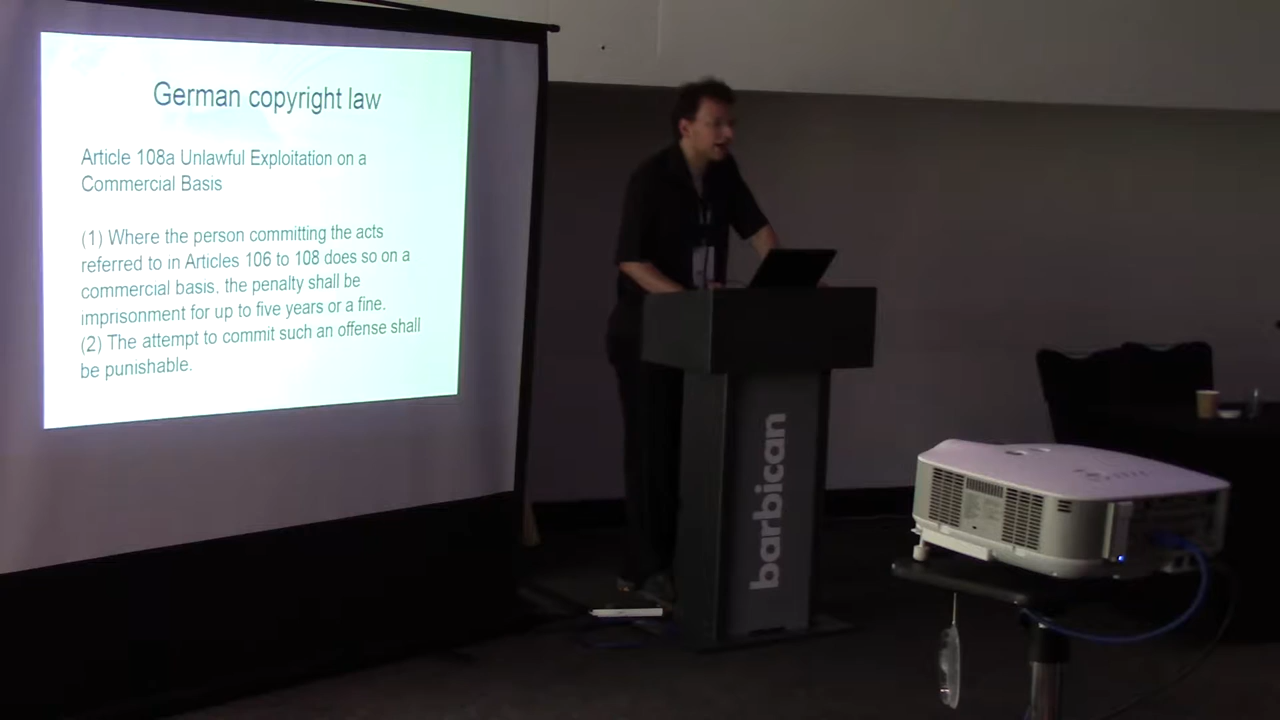 German copyright law
Article 108a Unlawful Exploitation on a
Commercial Basis
(1) Where the person committing the acts
referred to in Articles 106 to 108 does so on a
commercial basis, the penalty shall be
imprisonment for up to five years or a fine.
(2) The attempt to commit such an offense shall
be punishable.
barbican